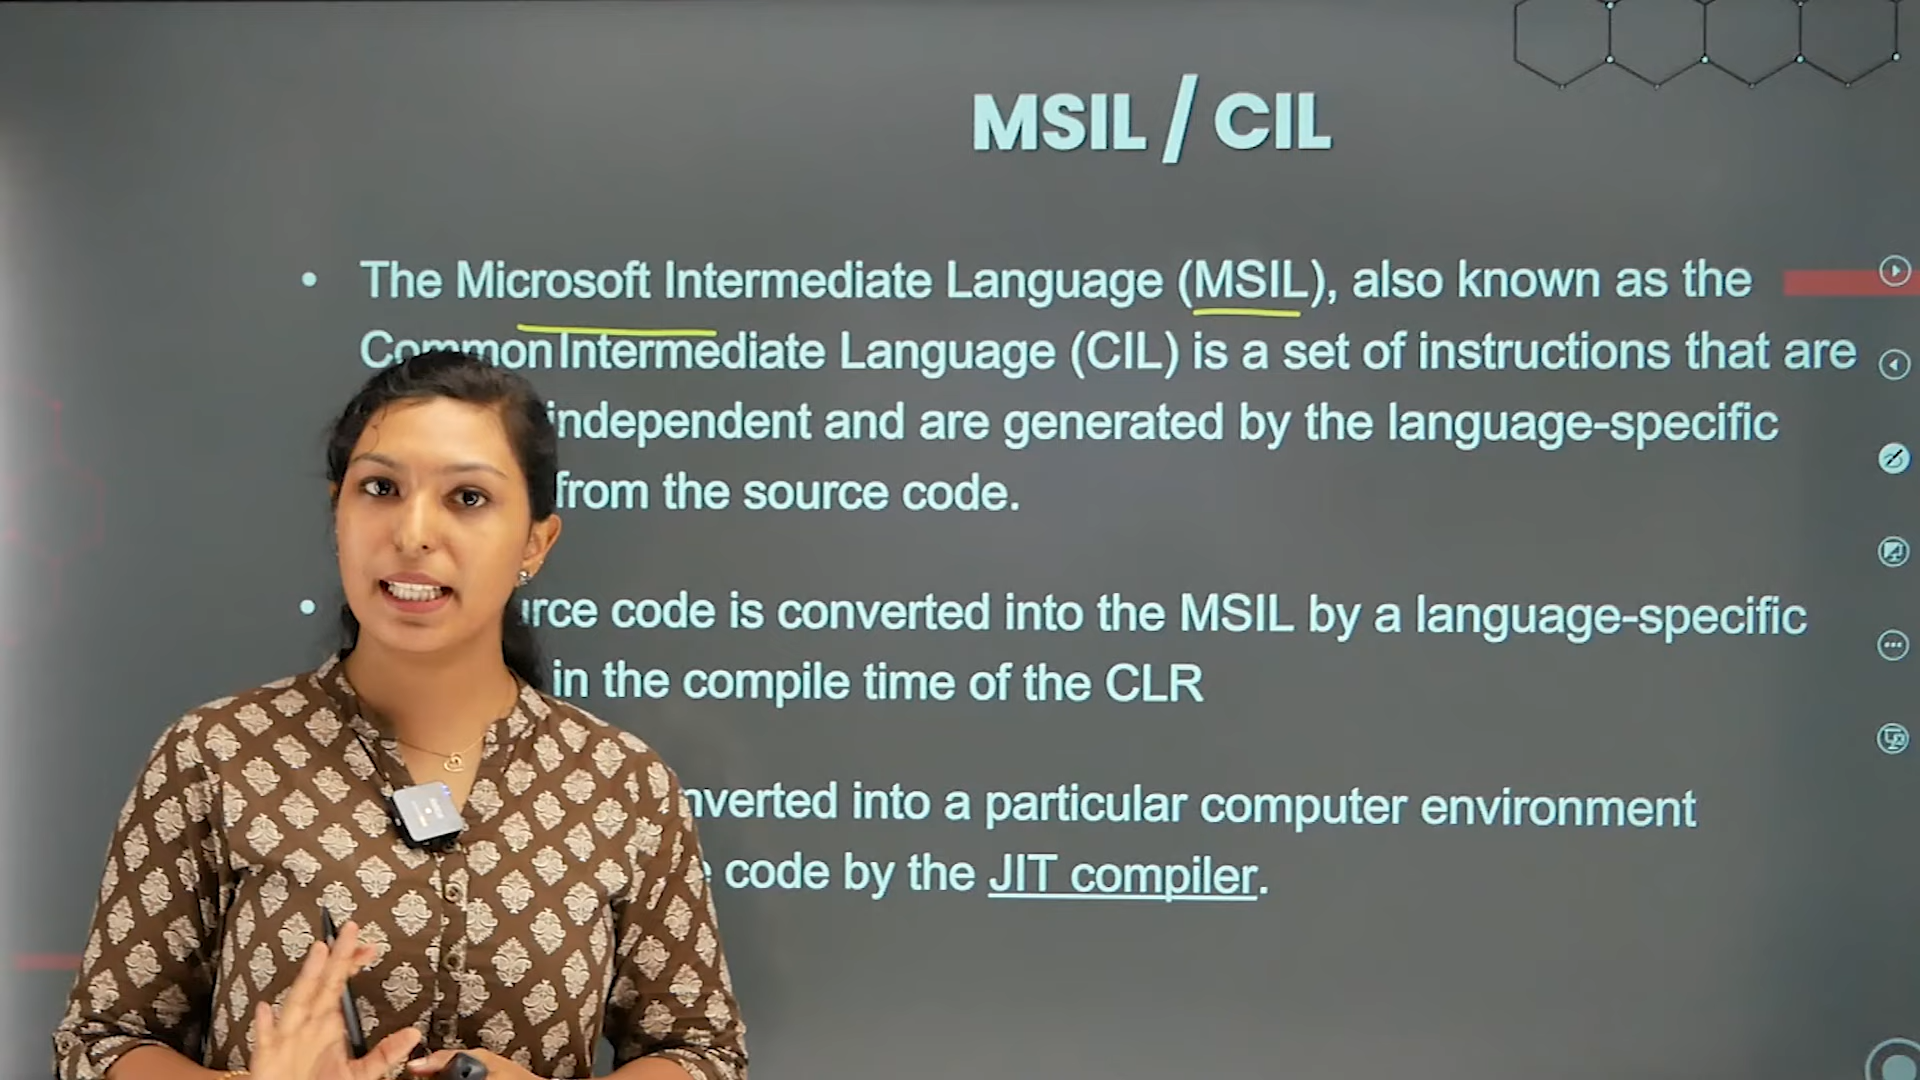 MSIL / CIL
• The Microsoft Intermediate Language (MSIL), also known as the
Common Intermediate Language (CIL) is a set of instructions that are
independent and are generated by the language-specific
from the source code.
• code is converted into the MSIL by a language-specific
in the compile time of the CLR
into a particular computer environment
code by the JIT compiler.